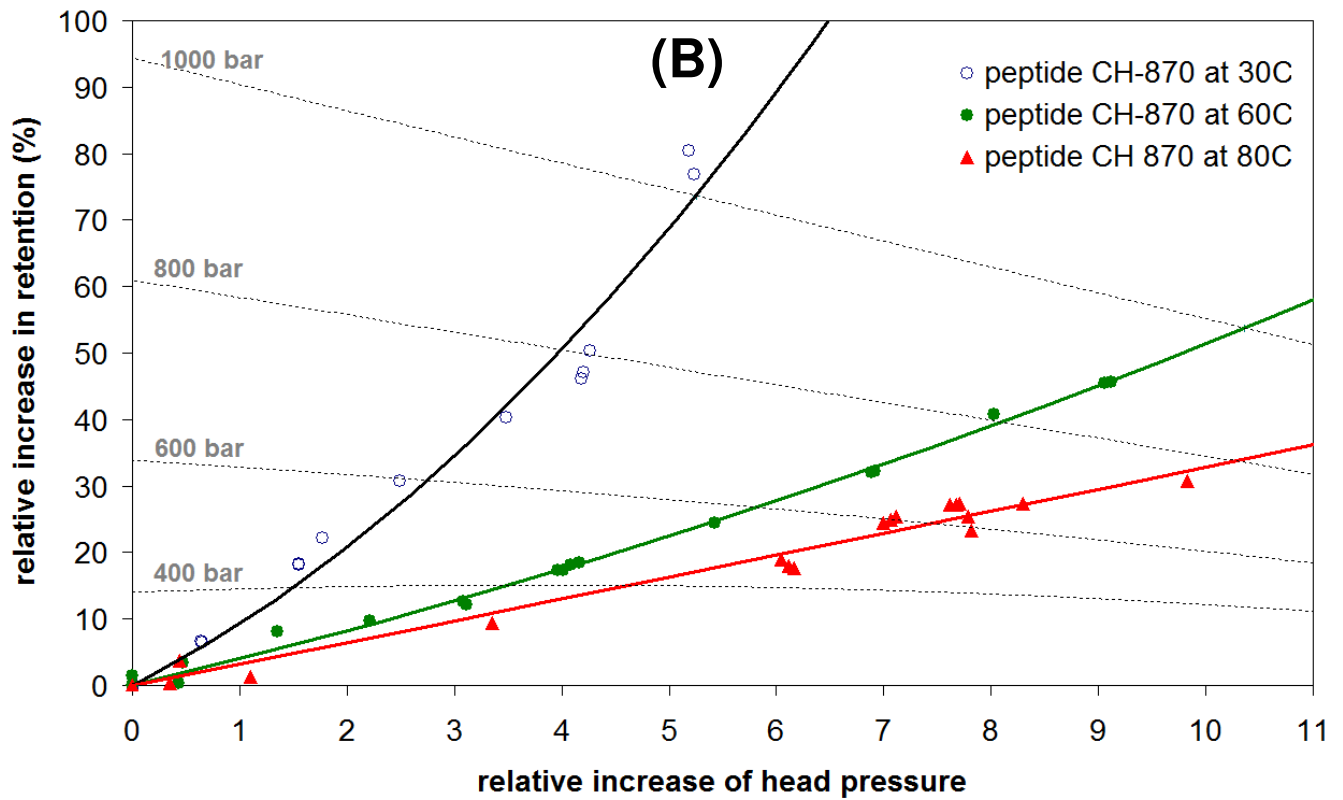 (B)
1000 bar
800 bar
600 bar
400 bar
peptide CH-870 at 30C
peptide CH-870 at 60C
peptide CH 870 at 80C
relative increase in retention (%)
100
90
80
70
60
50
40
30
20
10
0
0 1 2 3 4 5 6 7 8 9 10 11
relative increase of head pressure